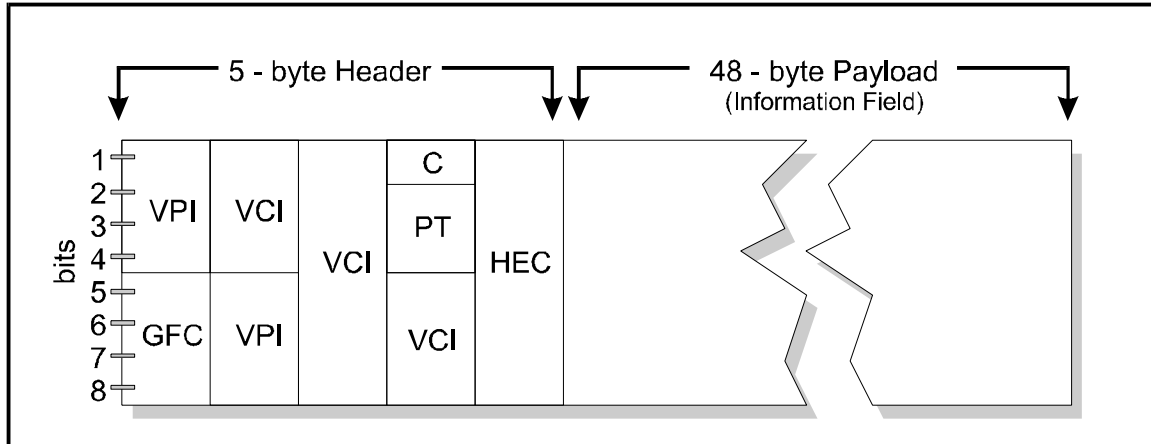 5 - byte Header
48 - byte Payload
(Information Field)
bits
1
2
3
4
5
6
7
8
VPI
GFC
VCI
VPI
VCI
C
PT
VCI
HEC